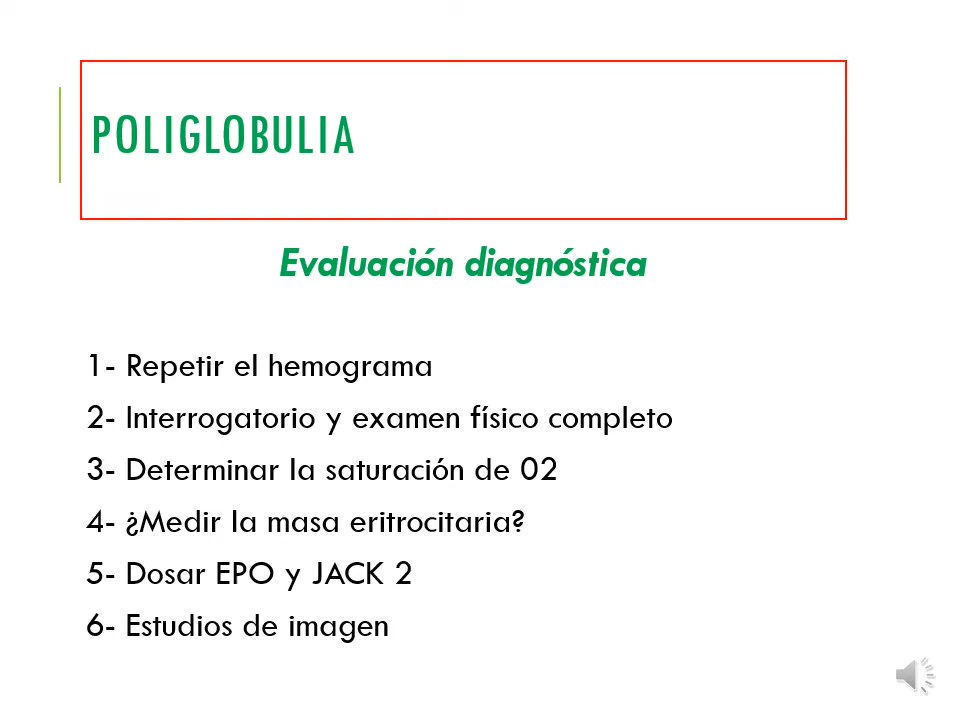 POLIGLOBULIA
Evaluación diagnóstica
1- Repetir el hemograma
2- Interrogatorio y examen físico completo
3- Determinar la saturación de 02
4- ¿Medir la masa eritrocitaria?
5- Dosar EPO y JACK 2
6- Estudios de imagen